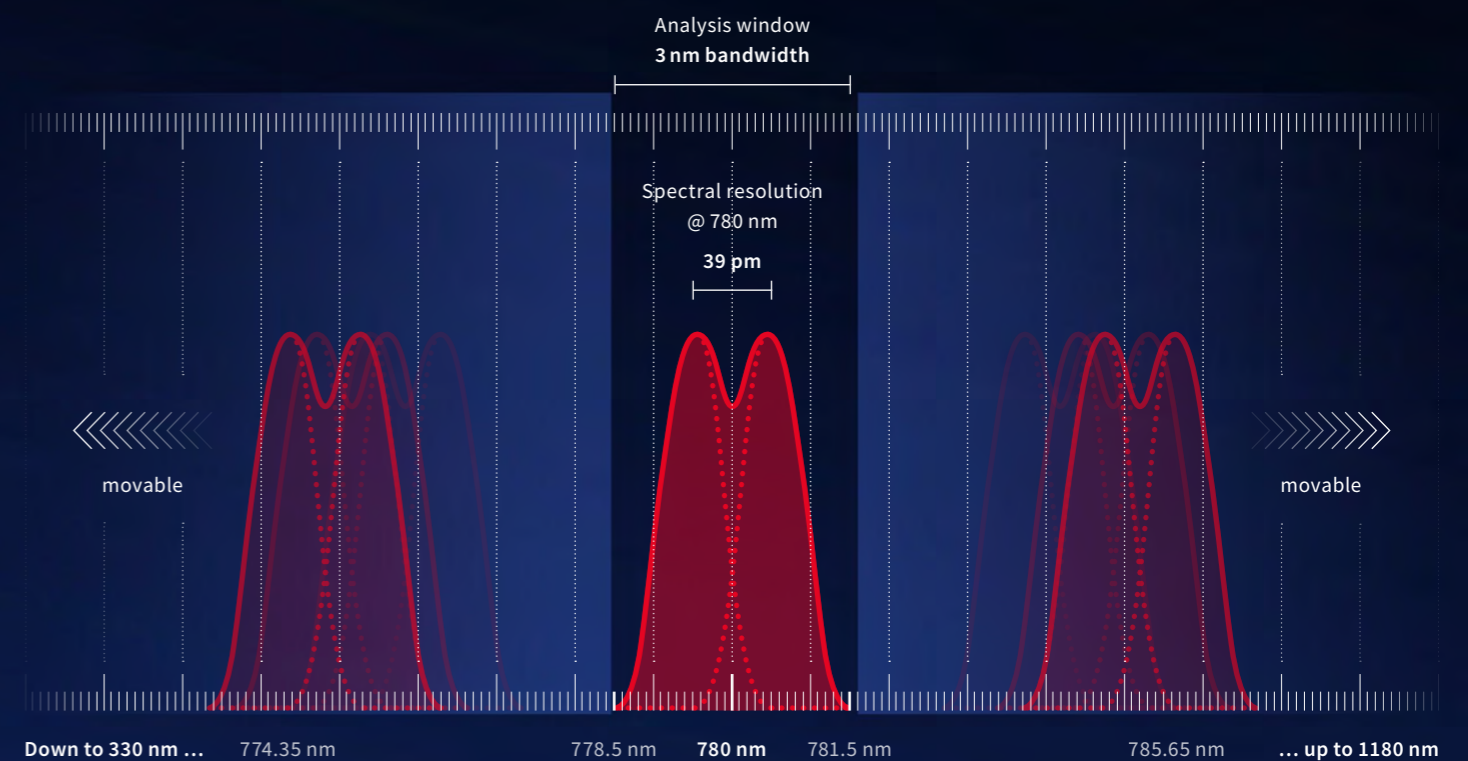 Analysis window
3 nm bandwidth
Spectral resolution
@ 780 nm
39 pm
movable
movable
Down to 330 nm ... 774.35 nm 778.5 nm 780 nm 781.5 nm 785.65 nm ... up to 1180 nm